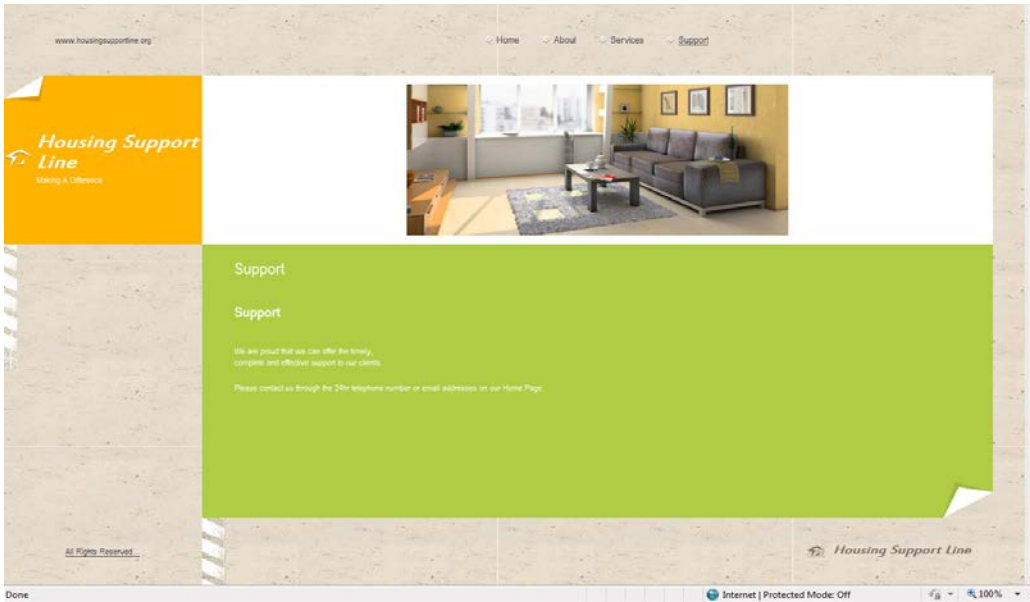 www.housingsupportline.org
Home About Services Support
Housing Support
Line
Making A Difference
Support
Support
We are proud that we can offer the timely,
complete and effective support to our clients.
Please contact us through the 24hr telephone number or email addresses on our Home Page.
All Rights Reserved...
Housing Support Line
Done
Internet | Protected Mode: Off
100%